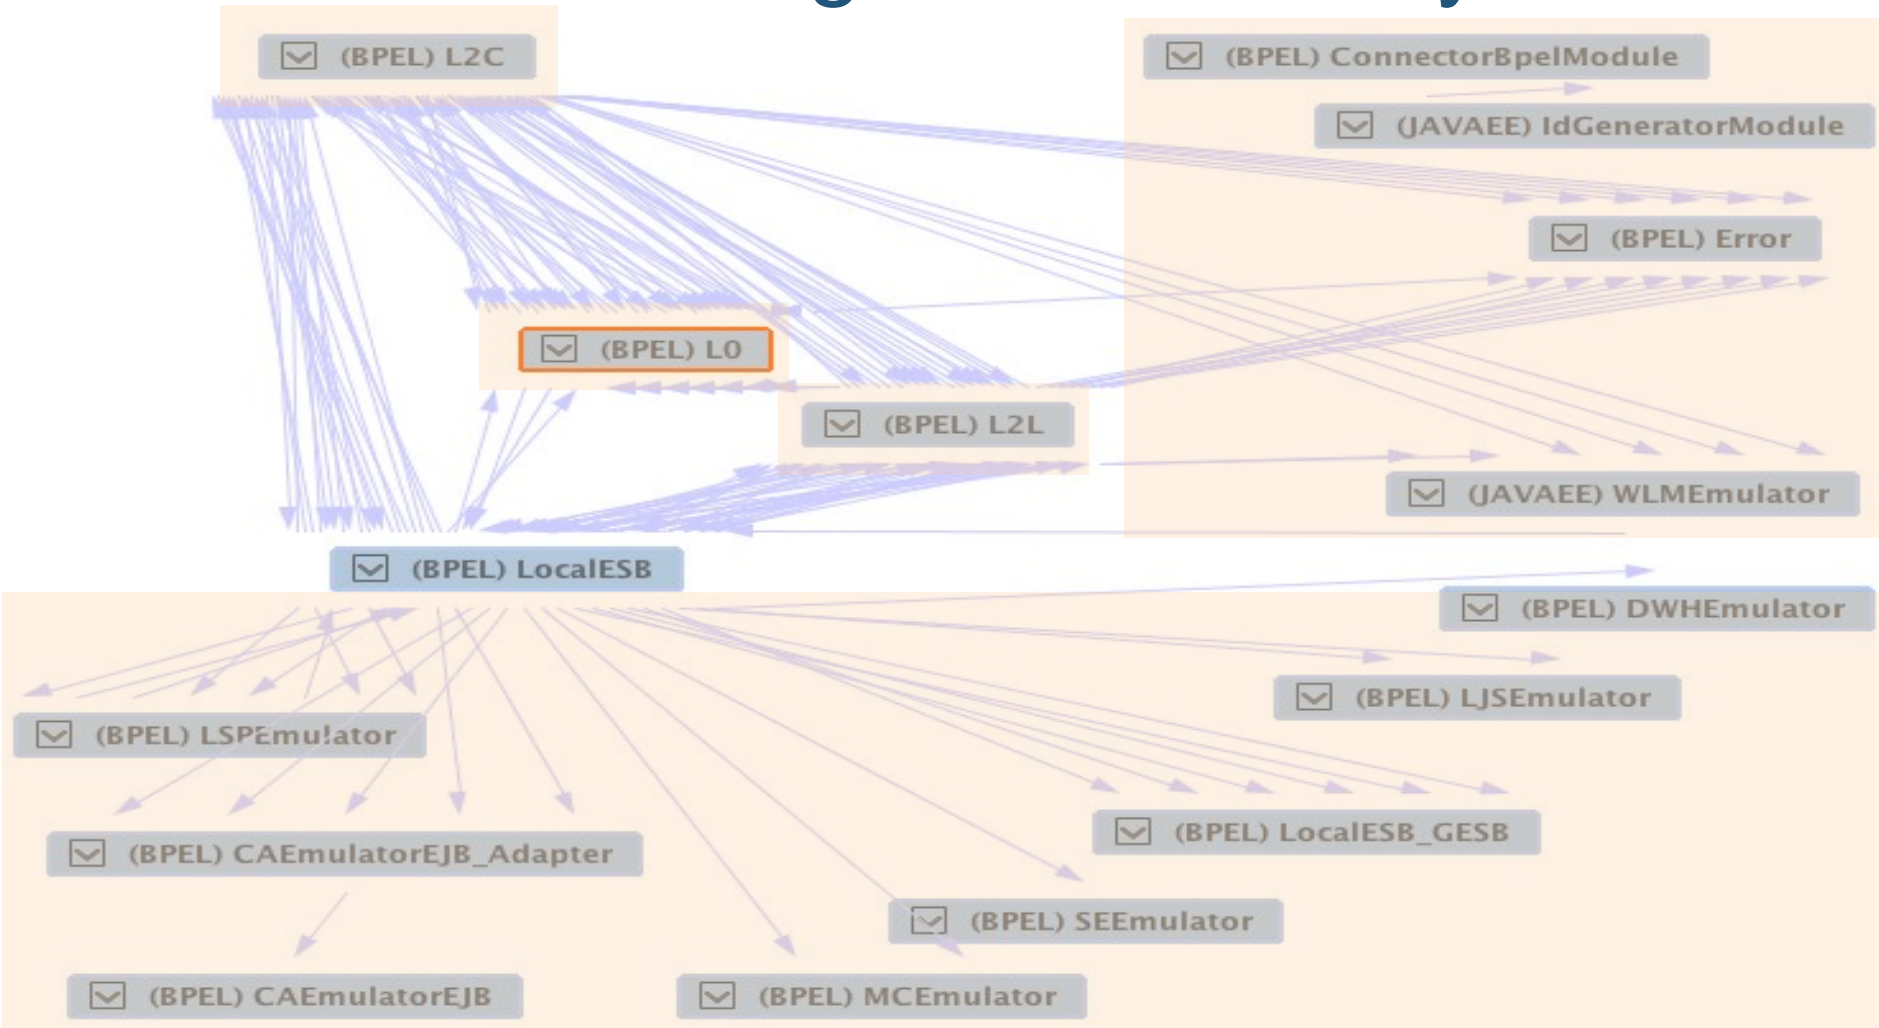 (BPEL) L2C
(BPEL) ConnectorBpelModule
(JAVAEE) IdGeneratorModule
(BPEL) Error
(BPEL) L0
(BPEL) L2L
(JAVAEE) WLMEmulator
(BPEL) LocalESB
(BPEL) DWHEmulator
(BPEL) LJSEmulator
(BPEL) LSPEmulator
(BPEL) LocalESB_GESB
(BPEL) CAEmulatorEJB_Adapter
(BPEL) SEEmulator
(BPEL) CAEmulatorEJB
(BPEL) MCEmulator